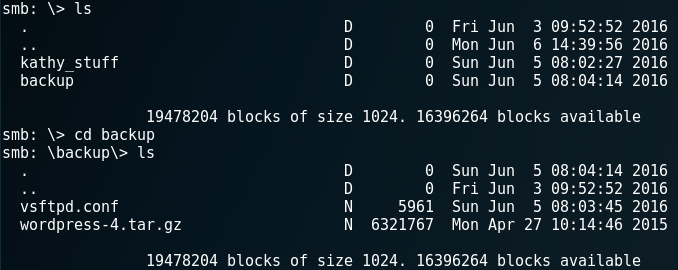 smb: \> ls
  .                                   D        0  Fri Jun  3 09:52:52 2016
  ..                                  D        0  Mon Jun  6 14:39:56 2016
  kathy_stuff                         D        0  Sun Jun  5 08:02:27 2016
  backup                              D        0  Sun Jun  5 08:04:14 2016

                19478204 blocks of size 1024. 16396264 blocks available
smb: \> cd backup
smb: \backup\> ls
  .                                   D        0  Sun Jun  5 08:04:14 2016
  ..                                  D        0  Fri Jun  3 09:52:52 2016
  vsftpd.conf                         N     5961  Sun Jun  5 08:03:45 2016
  wordpress-4.tar.gz                  N  6321767  Mon Apr 27 10:14:46 2015

                19478204 blocks of size 1024. 16396264 blocks available